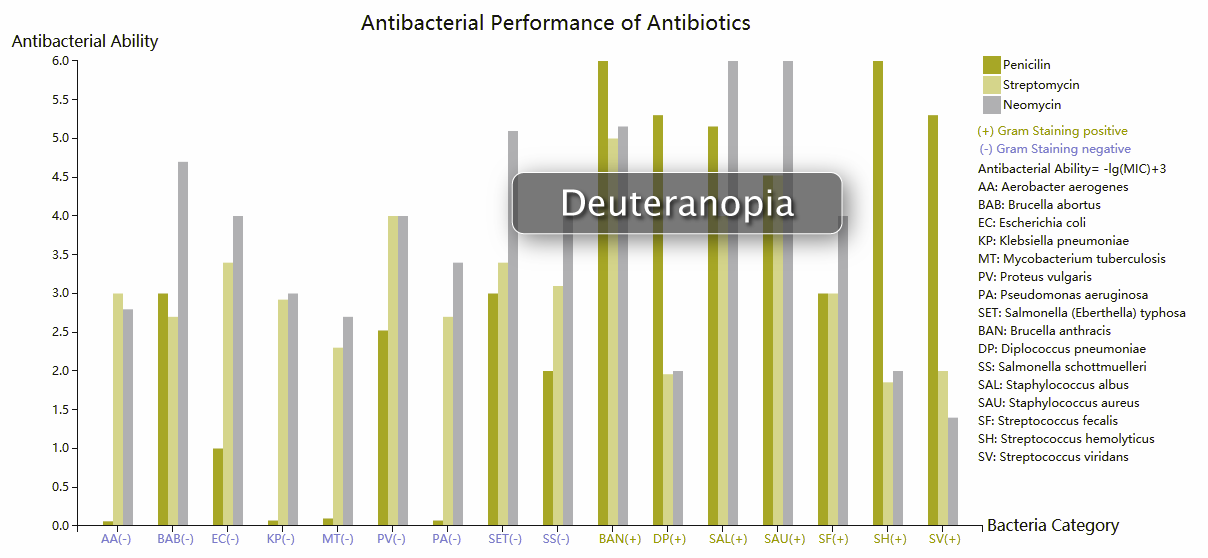 Antibacterial Performance of Antibiotics
Antibacterial Ability
6.0
5.5
5.0
4.5
4.0
3.5
3.0
2.5
2.0
1.5
1.0
0.5
0.0
Deuteranopia
AA(-) BAB(-) EC(-) KP(-) MT(-) PV(-) PA(-) SET(-) SS(-) BAN(+) DP(+) SAL(+) SAU(+) SF(+) SH(+) SV(+)
Bacteria Category
Penicilin
Streptomycin
Neomycin
(+) Gram Staining positive
(-) Gram Staining negative
Antibacterial Ability= -lg(MIC)+3
AA: Aerobacter aerogenes
BAB: Brucella abortus
EC: Escherichia coli
KP: Klebsiella pneumoniae
MT: Mycobacterium tuberculosis
PV: Proteus vulgaris
PA: Pseudomonas aeruginosa
SET: Salmonella (Eberthella) typhosa
BAN: Brucella anthracis
DP: Diplococcus pneumoniae
SS: Salmonella schottmuelleri
SAL: Staphylococcus albus
SAU: Staphylococcus aureus
SF: Streptococcus fecalis
SH: Streptococcus hemolyticus
SV: Streptococcus viridans